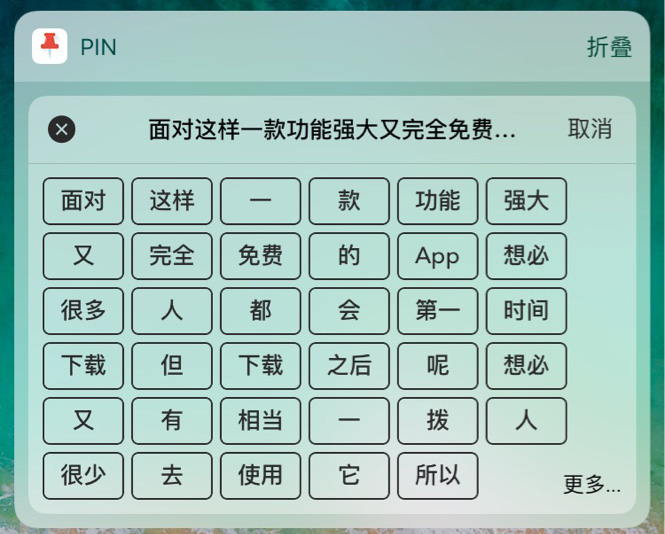 PIN 折叠
面对这样一款功能强大又完全免费... 取消
面对 这样 一 款 功能 强大
又 完全 免费 的 App 想必
很多 人 都 会 第一 时间
下载 但 下载 之后 呢 想必
又 有 相当 一 拨 人
很少 去 使用 它 所以 更多...